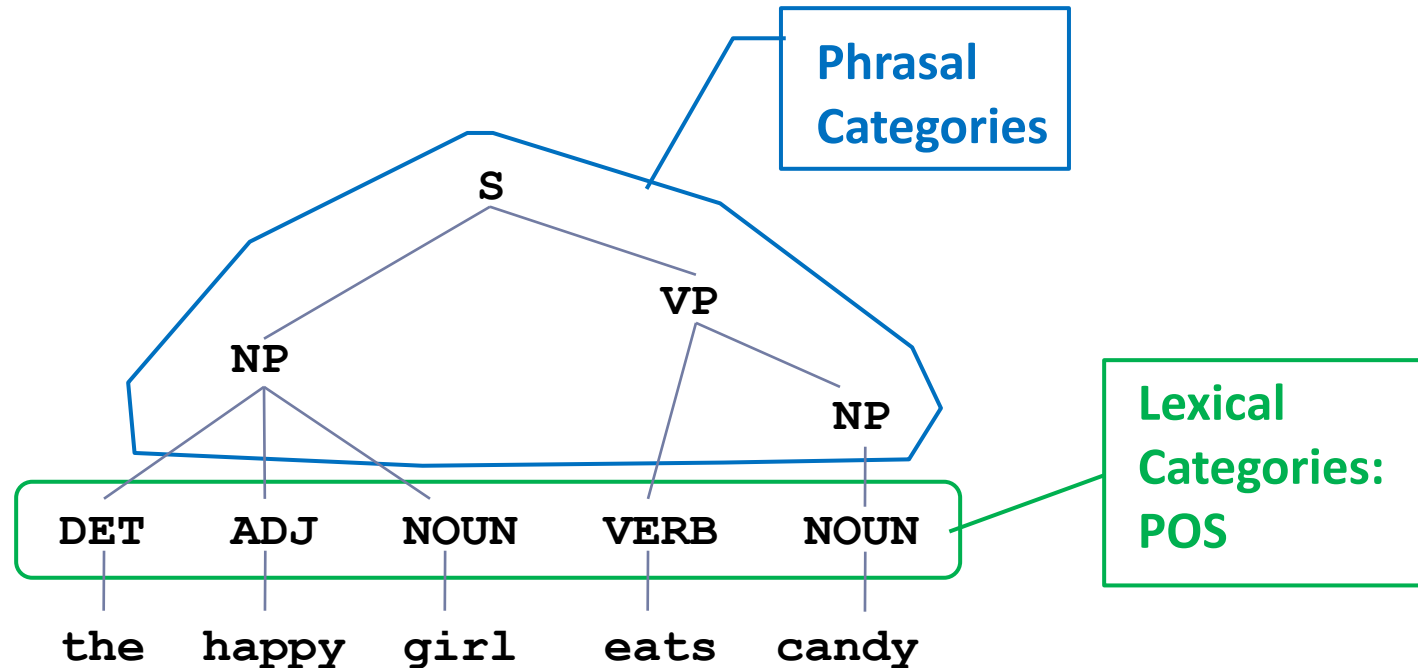 Phrasal
Categories
S
VP
NP
NP
Lexical
Categories:
POS
DET ADJ NOUN VERB NOUN
the happy girl eats candy